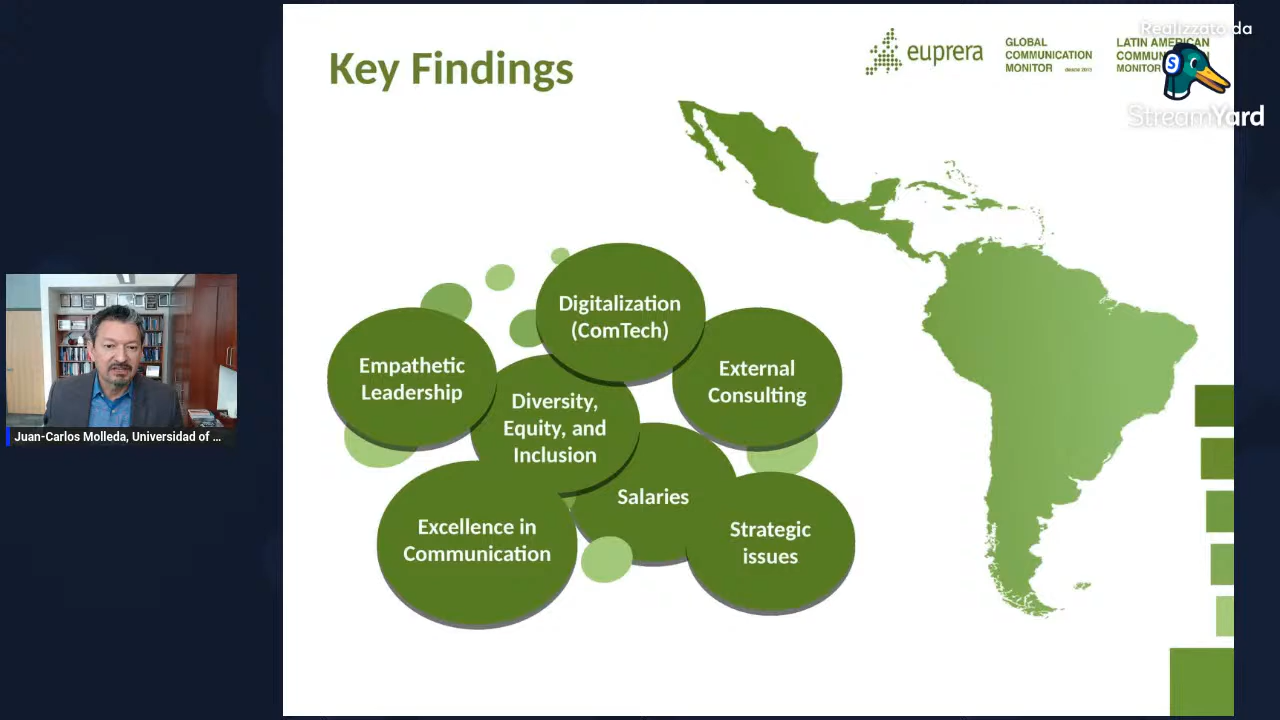 Key Findings
euprera
GLOBAL
COMMUNICATION
MONITOR
LATIN AMERICAN
MONITOR
Realizzato da
StreamYard
Digitalization
(ComTech)
Empathetic
Leadership
External
Consulting
Diversity,
Equity, and
Inclusion
Salaries
Excellence in
Communication
Strategic
issues
Juan-Carlos Molleda, Universidad of ...